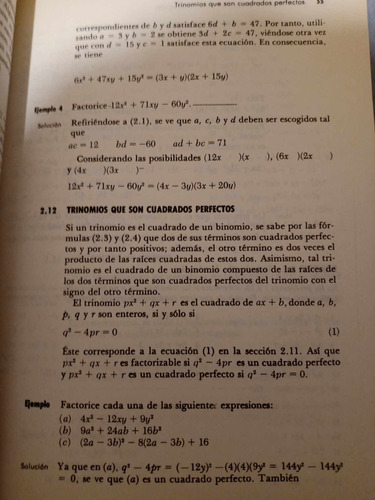 Trinomios que son cuadrados perfectos 55
correspondientes de b y d satisface 6d + b = 47. Por tanto, utili-
zando a = 3 y b = 2 se obtiene 3d + 2c = 47, viéndose otra vez
que con d = 15 y c = 1 satisface esta ecuación. En consecuencia,
se tiene
6x² + 47xy + 15y² = (3x + y)(2x + 15y)
Ejemplo 4 Factorice 12x² + 71xy − 60y².
Solución Refiriéndose a (2.1), se ve que a, c, b y d deben ser escogidos tal
que
ac = 12 bd = −60 ad + bc = 71
Considerando las posibilidades (12x )(x ), (6x )(2x )
y (4x )(3x )
12x² + 71xy − 60y² = (4x − 3y)(3x + 20y)
2.12 TRINOMIOS QUE SON CUADRADOS PERFECTOS
Si un trinomio es el cuadrado de un binomio, se sabe por las fór-
mulas (2.3) y (2.4) que dos de sus términos son cuadrados perfec-
tos y por tanto positivos; además, el otro término es dos veces el
producto de las raíces cuadradas de estos dos. Asimismo, tal tri-
nomio es el cuadrado de un binomio compuesto de las raíces de
los dos términos que son cuadrados perfectos del trinomio con el
signo del otro término.
El trinomio px² + qx + r es el cuadrado de ax + b, donde a, b,
p, q y r son enteros, si y sólo si
q² − 4pr = 0 (1)
Éste corresponde a la ecuación (1) en la sección 2.11. Así que
px² + qx + r es factorizable si q² − 4pr es un cuadrado perfecto
y px² + qx + r es un cuadrado perfecto si q² − 4pr = 0.
Ejemplo Factorice cada una de las siguientes expresiones:
(a) 4x² − 12xy + 9y²
(b) 9a² + 24ab + 16b²
(c) (2a − 3b)² − 8(2a − 3b) + 16
Solución Ya que en (a), q² − 4pr = (−12y)² − (4)(4)(9y² = 144y² − 144y²
= 0, se ve que (a) es un cuadrado perfecto. También